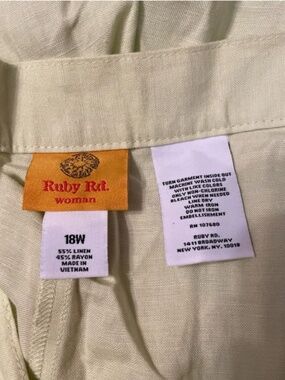 Ruby Rd.
woman
18W
55% LINEN
45% RAYON
MADE IN
VIETNAM
TURN GARMENT INSIDE OUT
MACHINE WASH COLD
WITH LIKE COLORS
ONLY NON-CHLORINE
BLEACH WHEN NEEDED
LINE DRY
WARM IRON
DO NOT IRON
EMBELLISHMENT
RN 107680
RUBY RD.
1411 BROADWAY
NEW YORK, NY. 10018